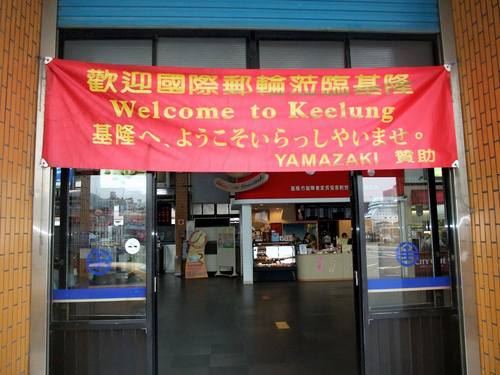 歡迎國際郵輪蒞臨基隆
Welcome to Keelung
基隆へ、ようこそいらっしやいませ。
YAMAZAKI 贊助